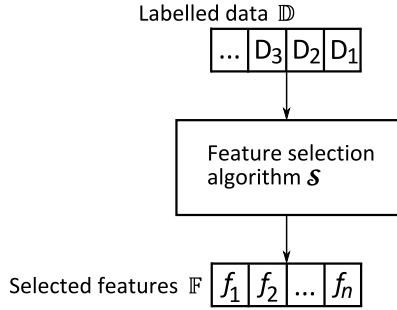 Labelled data 𝔻
... D₃ D₂ D₁
Feature selection
algorithm 𝓢
Selected features 𝔽 f₁ f₂ ... fₙ